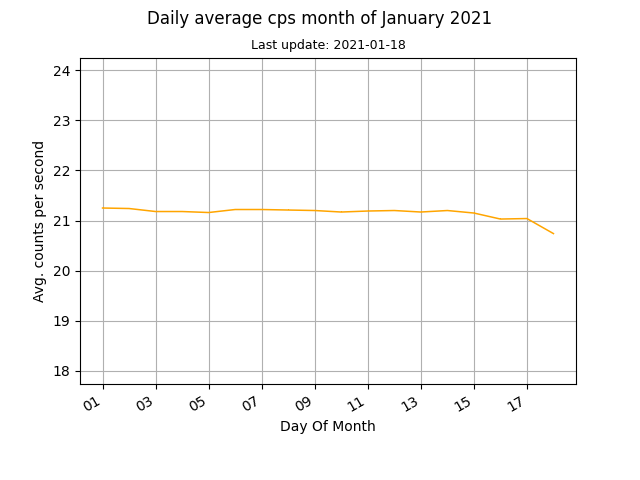 Daily average cps month of January 2021
Last update: 2021-01-18
24
23
22
21
20
19
18
Avg. counts per second
01 03 05 07 09 11 13 15 17
Day Of Month